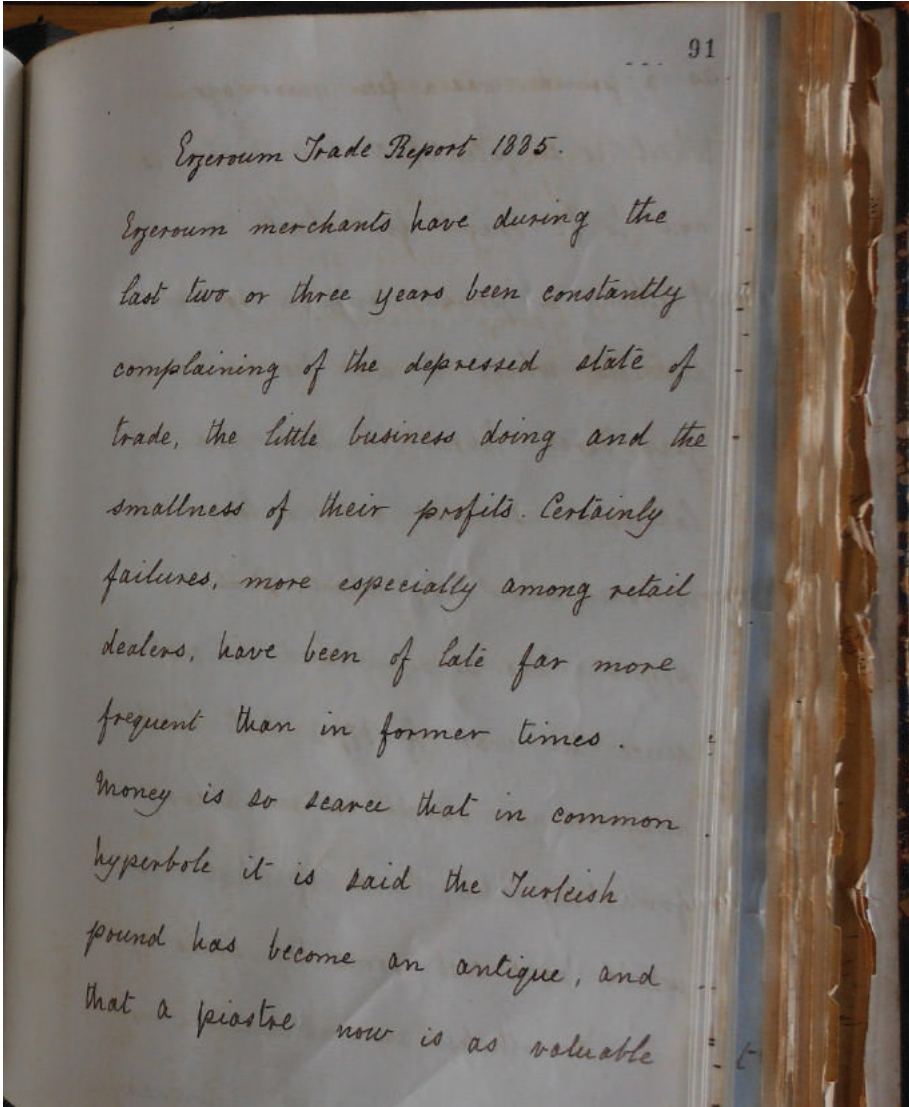 91
Erzeroum Trade Report 1885.
Erzeroum merchants have during the
last two or three years been constantly
complaining of the depressed state of
trade, the little business doing and the
smallness of their profits. Certainly
failures, more especially among retail
dealers, have been of late far more
frequent than in former times.
Money is so scarce that in common
hyperbole it is said the Turkish
pound has become an antique, and
that a piastre now is as valuable